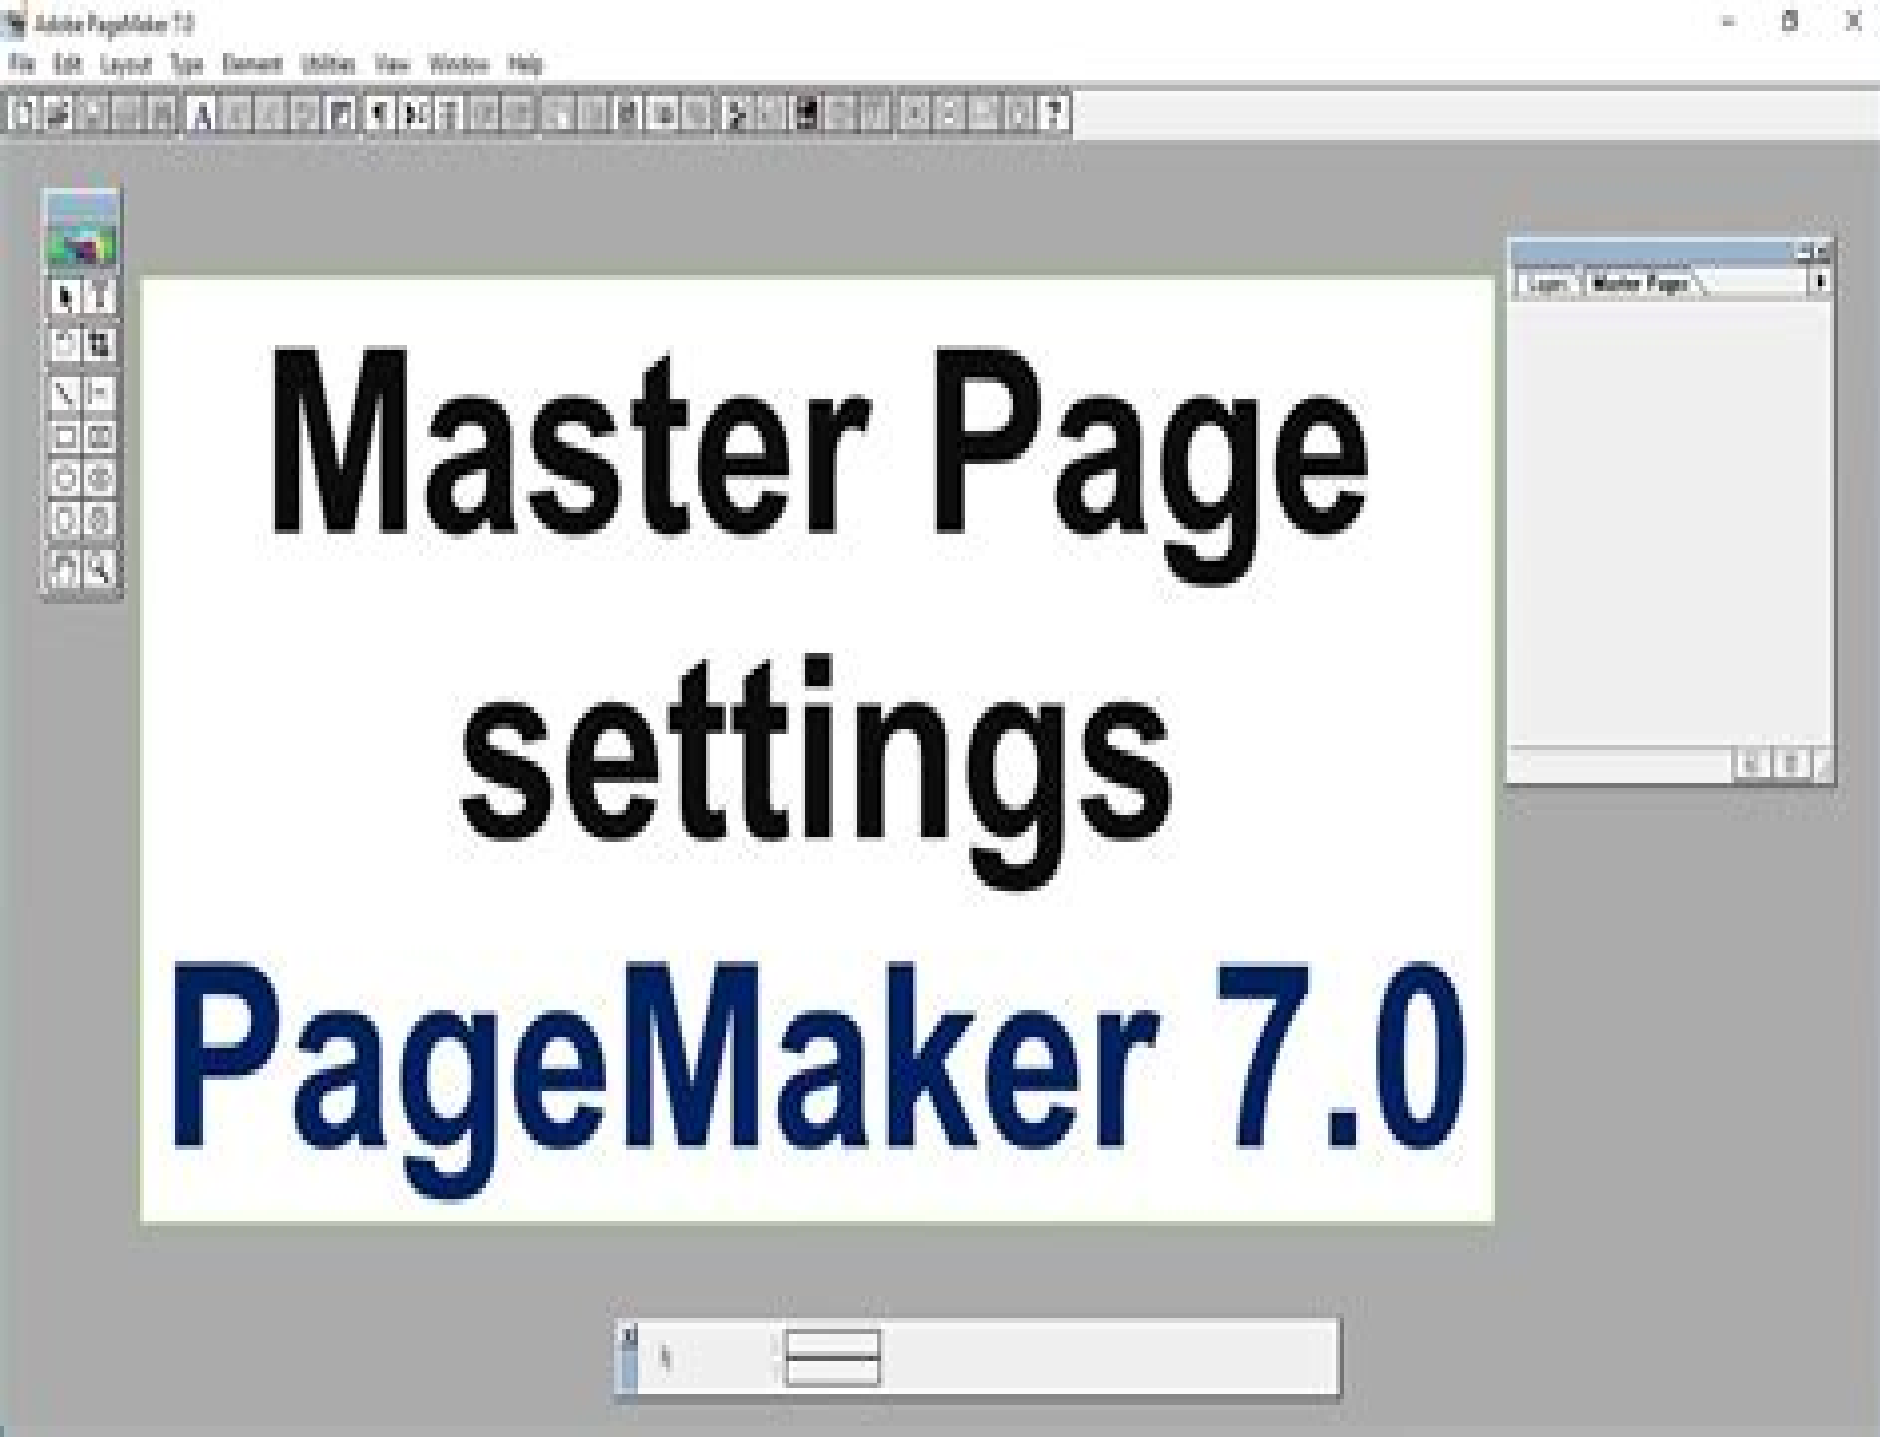 Adobe PageMaker 7.0
File Edit Layout Type Element Utilities View Window Help
A ?
Layers Master Pages
Master Page
settings
PageMaker 7.0